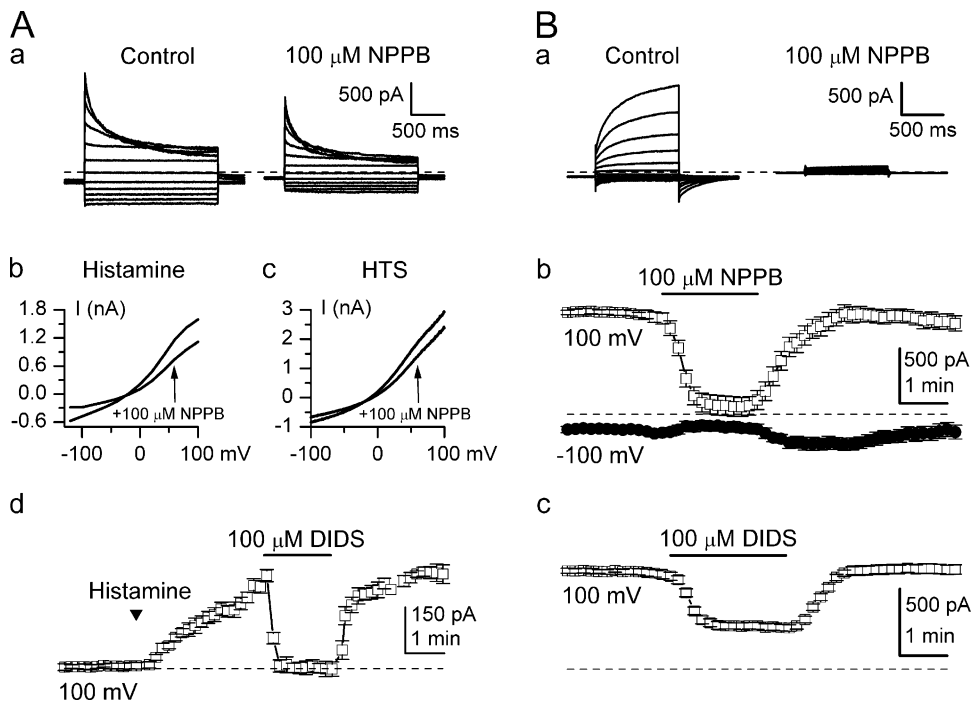 A
B
a
Control
100 μM NPPB
500 pA
500 ms
a
Control
100 μM NPPB
500 pA
500 ms
b
Histamine
I (nA)
1.8
1.2
0.6
0.0
-0.6
+100 μM NPPB
-100
0
100 mV
c
HTS
I (nA)
3
2
1
0
-1
+100 μM NPPB
-100
0
100 mV
b
100 μM NPPB
100 mV
500 pA
1 min
-100 mV
d
100 μM DIDS
Histamine
150 pA
1 min
100 mV
c
100 μM DIDS
100 mV
500 pA
1 min